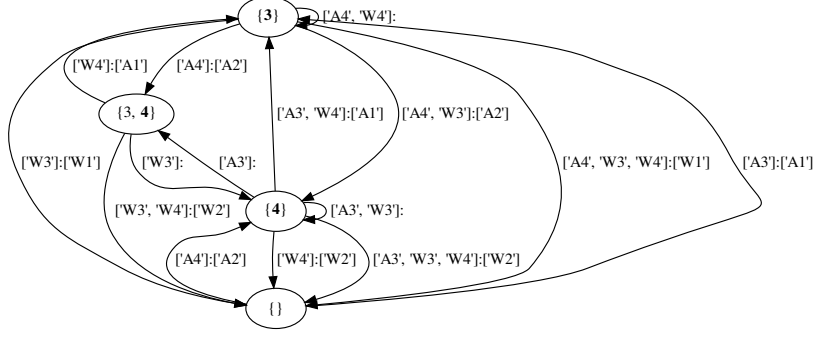 {3}
['A4', 'W4']:
['W4']:['A1']
['A4']:['A2']
{3, 4}
['A3', 'W4']:['A1']
['A4', 'W3']:['A2']
['W3']:['W1']
['W3']:
['A3']:
['A4', 'W3', 'W4']:['W1']
['A3']:['A1']
['W3', 'W4']:['W2']
{4}
['A3', 'W3']:
['A4']:['A2']
['W4']:['W2']
['A3', 'W3', 'W4']:['W2']
{}